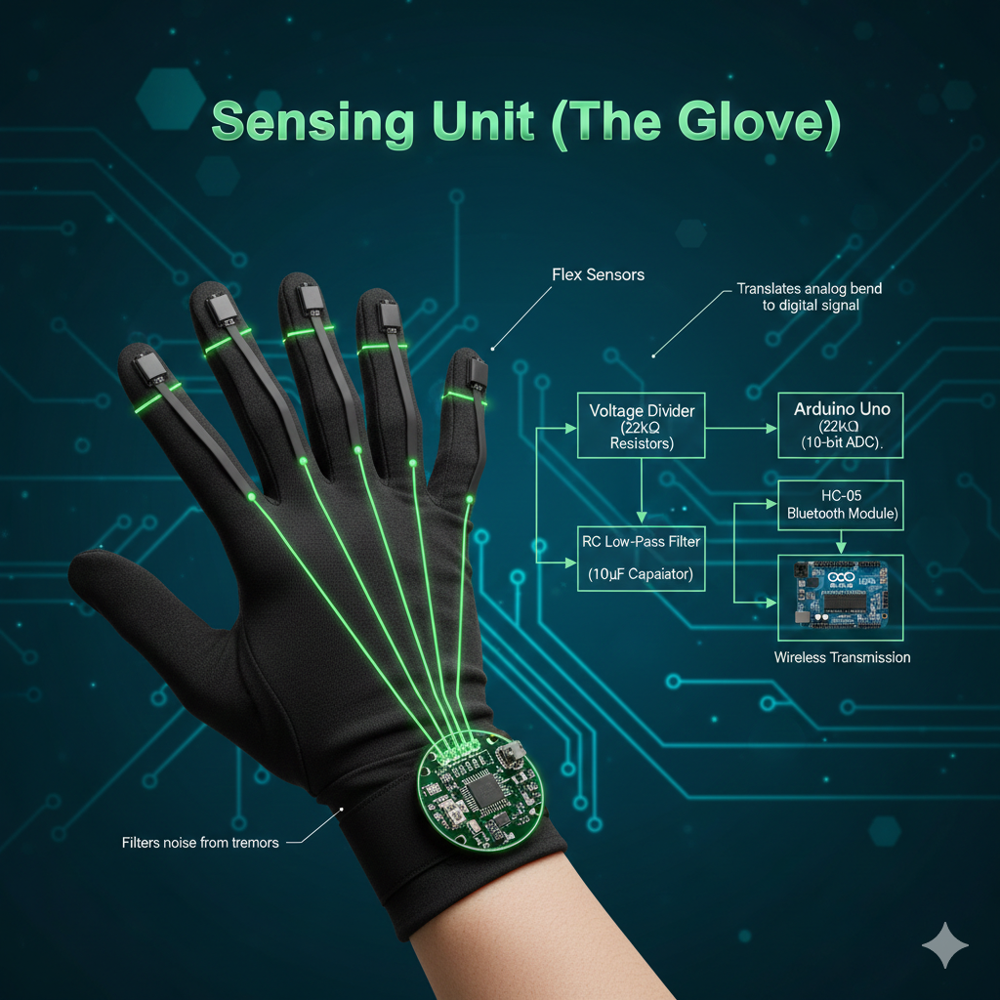 Sensing Unit (The Glove)
Flex Sensors
Translates analog bend
to digital signal
Voltage Divider
(22kΩ
Resistors)
Arduino Uno
(22kΩ)
(10-bit ADC).
HC-05
Bluetooth Module)
RC Low-Pass Filter
(10µF Capaiator)
Wireless Transmission
Filters noise from tremors